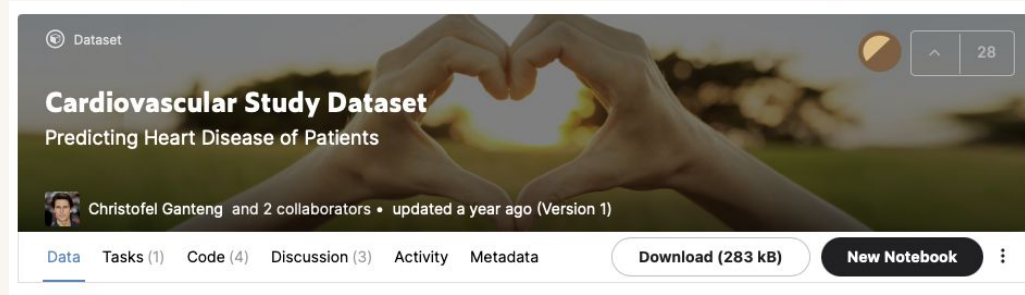 Dataset
28
Cardiovascular Study Dataset
Predicting Heart Disease of Patients
Christofel Ganteng and 2 collaborators • updated a year ago (Version 1)
Data Tasks (1) Code (4) Discussion (3) Activity Metadata Download (283 kB) New Notebook